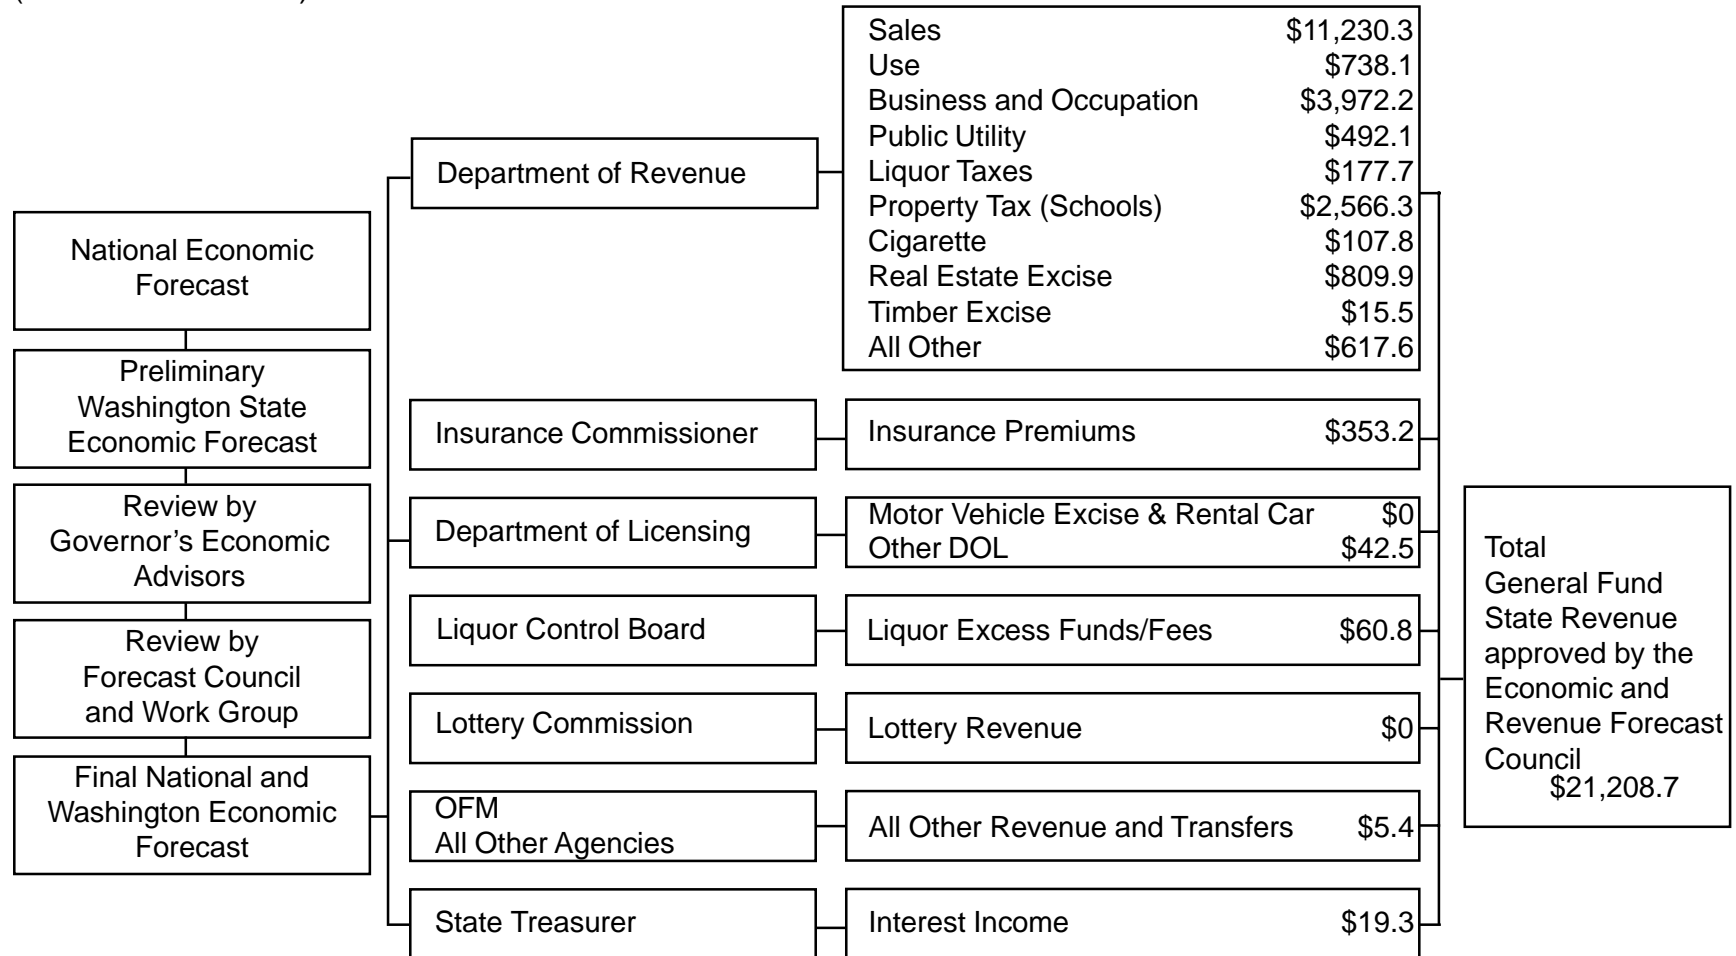 Sales $11,230.3
Use $738.1
Business and Occupation $3,972.2
Public Utility $492.1
Liquor Taxes $177.7
Property Tax (Schools) $2,566.3
Cigarette $107.8
Real Estate Excise $809.9
Timber Excise $15.5
All Other $617.6
Department of Revenue
National Economic
Forecast
Preliminary
Washington State
Economic Forecast
Review by
Governor’s Economic
Advisors
Review by
Forecast Council
and Work Group
Final National and
Washington Economic
Forecast
Insurance Commissioner
Insurance Premiums $353.2
Department of Licensing
Motor Vehicle Excise & Rental Car $0
Other DOL $42.5
Liquor Control Board
Liquor Excess Funds/Fees $60.8
Lottery Commission
Lottery Revenue $0
OFM
All Other Agencies
All Other Revenue and Transfers $5.4
State Treasurer
Interest Income $19.3
Total
General Fund
State Revenue
approved by the
Economic and
Revenue Forecast
Council
$21,208.7